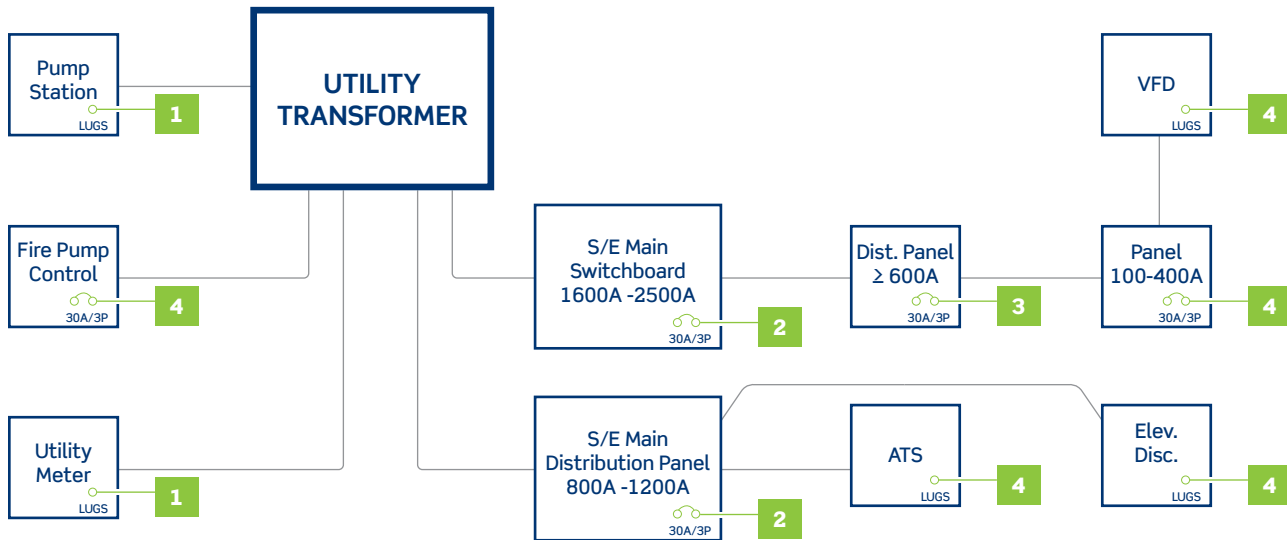 UTILITY
TRANSFORMER
Pump
Station
LUGS
1
VFD
LUGS
4
Fire Pump
Control
30A/3P
4
S/E Main
Switchboard
1600A -2500A
30A/3P
2
Dist. Panel
≥ 600A
30A/3P
3
Panel
100-400A
30A/3P
4
Utility
Meter
LUGS
1
S/E Main
Distribution Panel
800A -1200A
30A/3P
2
ATS
LUGS
4
Elev.
Disc.
LUGS
4